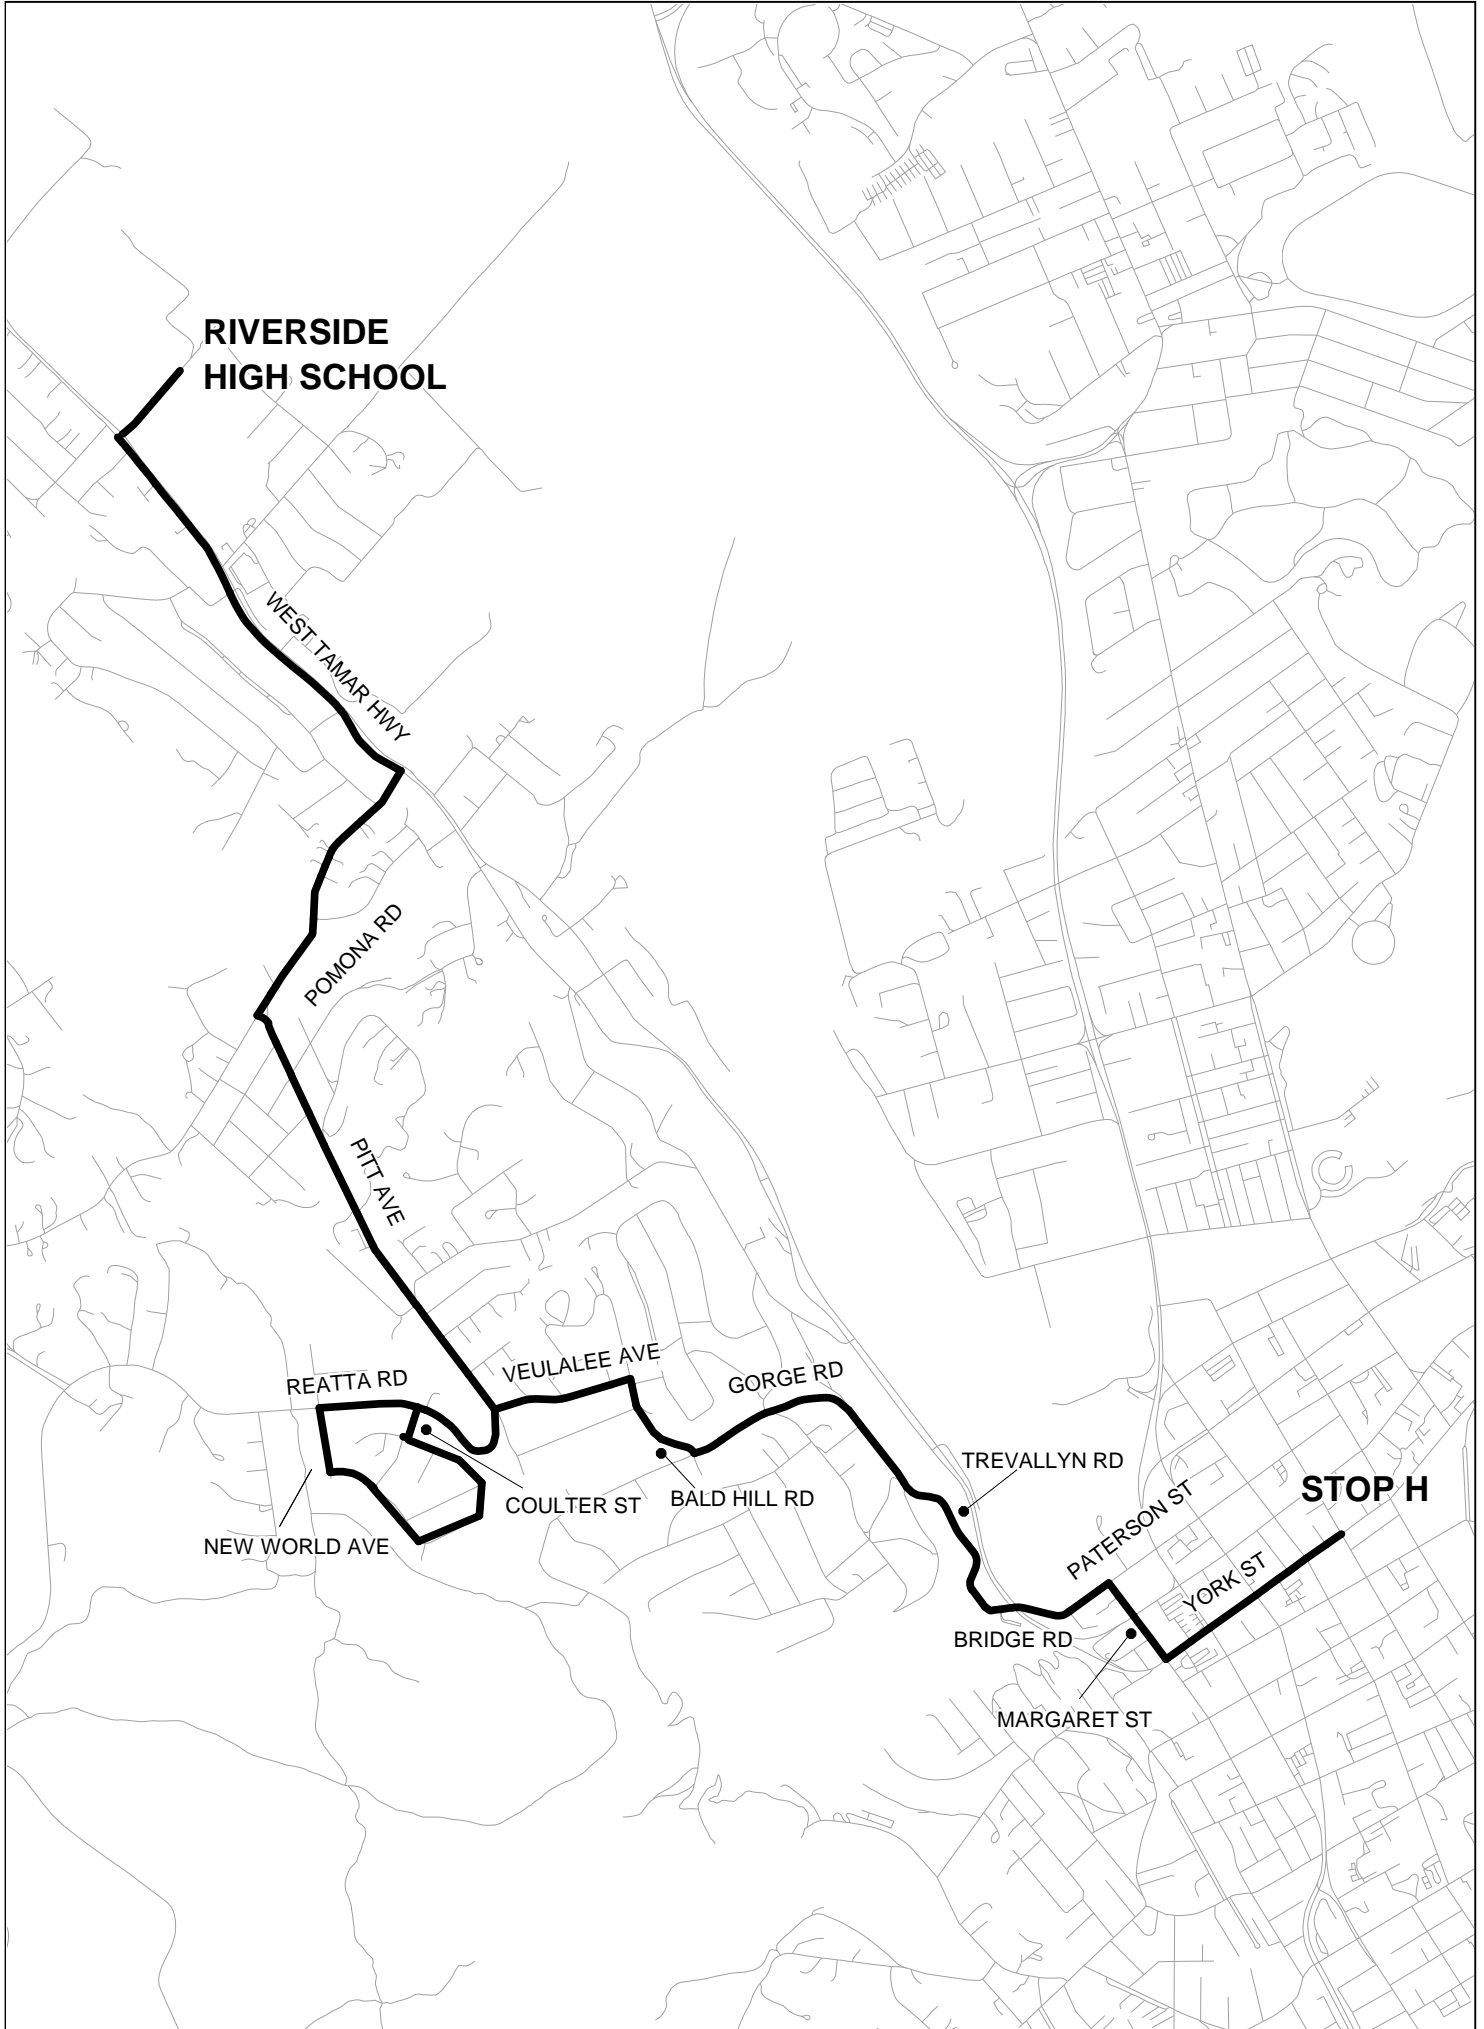 RIVERSIDE
HIGH SCHOOL
WEST TAMAR HWY
POMONA RD
PITT AVE
VEULALEE AVE
REATTA RD
GORGE RD
TREVALLYN RD
STOP H
PATERSON ST
COULTER ST
BALD HILL RD
NEW WORLD AVE
YORK ST
BRIDGE RD
MARGARET ST